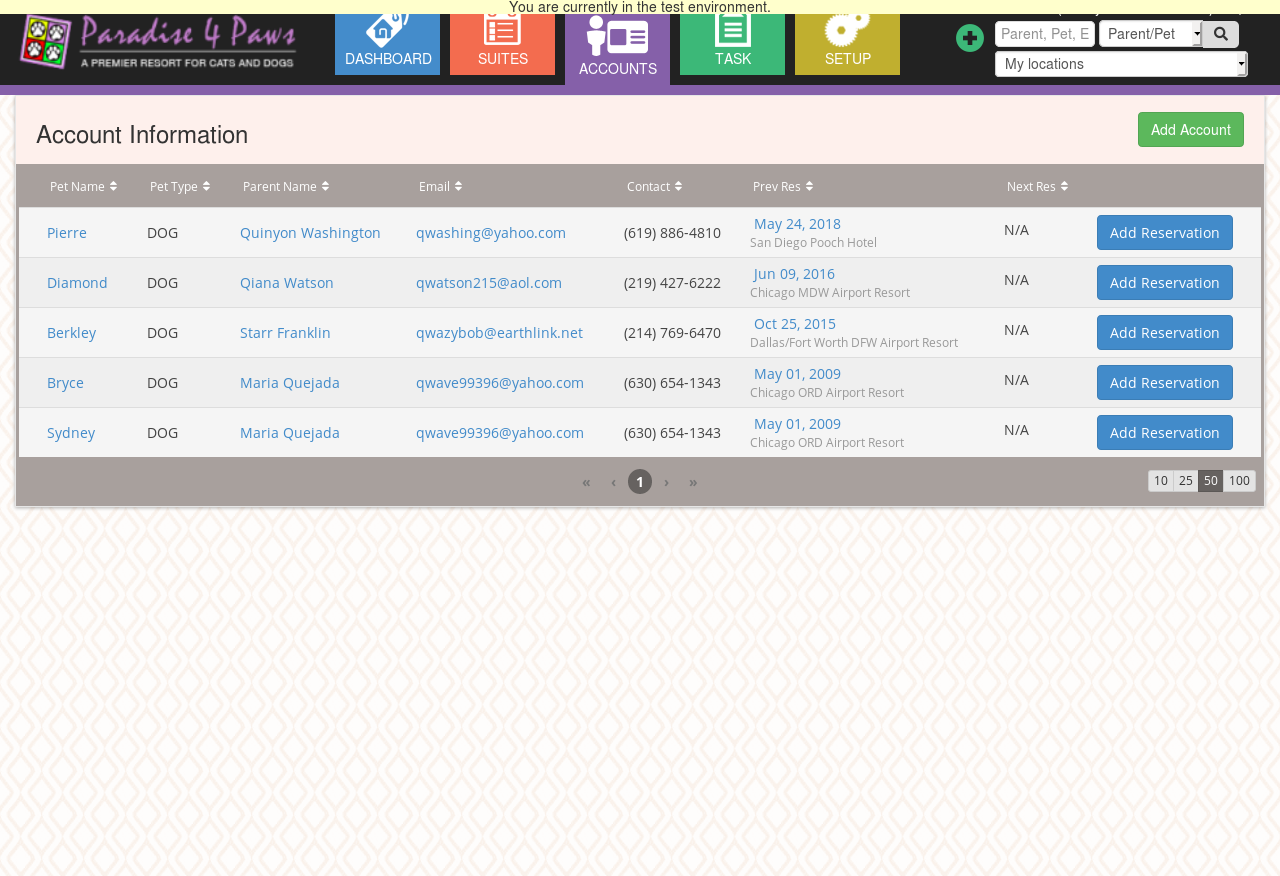 You are currently in the test environment.
Paradise 4 Paws
A PREMIER RESORT FOR CATS AND DOGS
DASHBOARD
SUITES
ACCOUNTS
TASK
SETUP
Parent, Pet, E
Parent/Pet
My locations
Account Information
Add Account
Pet Name Pet Type Parent Name Email Contact Prev Res Next Res
Pierre DOG Quinyon Washington qwashing@yahoo.com (619) 886-4810 May 24, 2018 N/A Add Reservation
San Diego Pooch Hotel
Diamond DOG Qiana Watson qwatson215@aol.com (219) 427-6222 Jun 09, 2016 N/A Add Reservation
Chicago MDW Airport Resort
Berkley DOG Starr Franklin qwazybob@earthlink.net (214) 769-6470 Oct 25, 2015 N/A Add Reservation
Dallas/Fort Worth DFW Airport Resort
Bryce DOG Maria Quejada qwave99396@yahoo.com (630) 654-1343 May 01, 2009 N/A Add Reservation
Chicago ORD Airport Resort
Sydney DOG Maria Quejada qwave99396@yahoo.com (630) 654-1343 May 01, 2009 N/A Add Reservation
Chicago ORD Airport Resort
« ‹ 1 › »
10 25 50 100